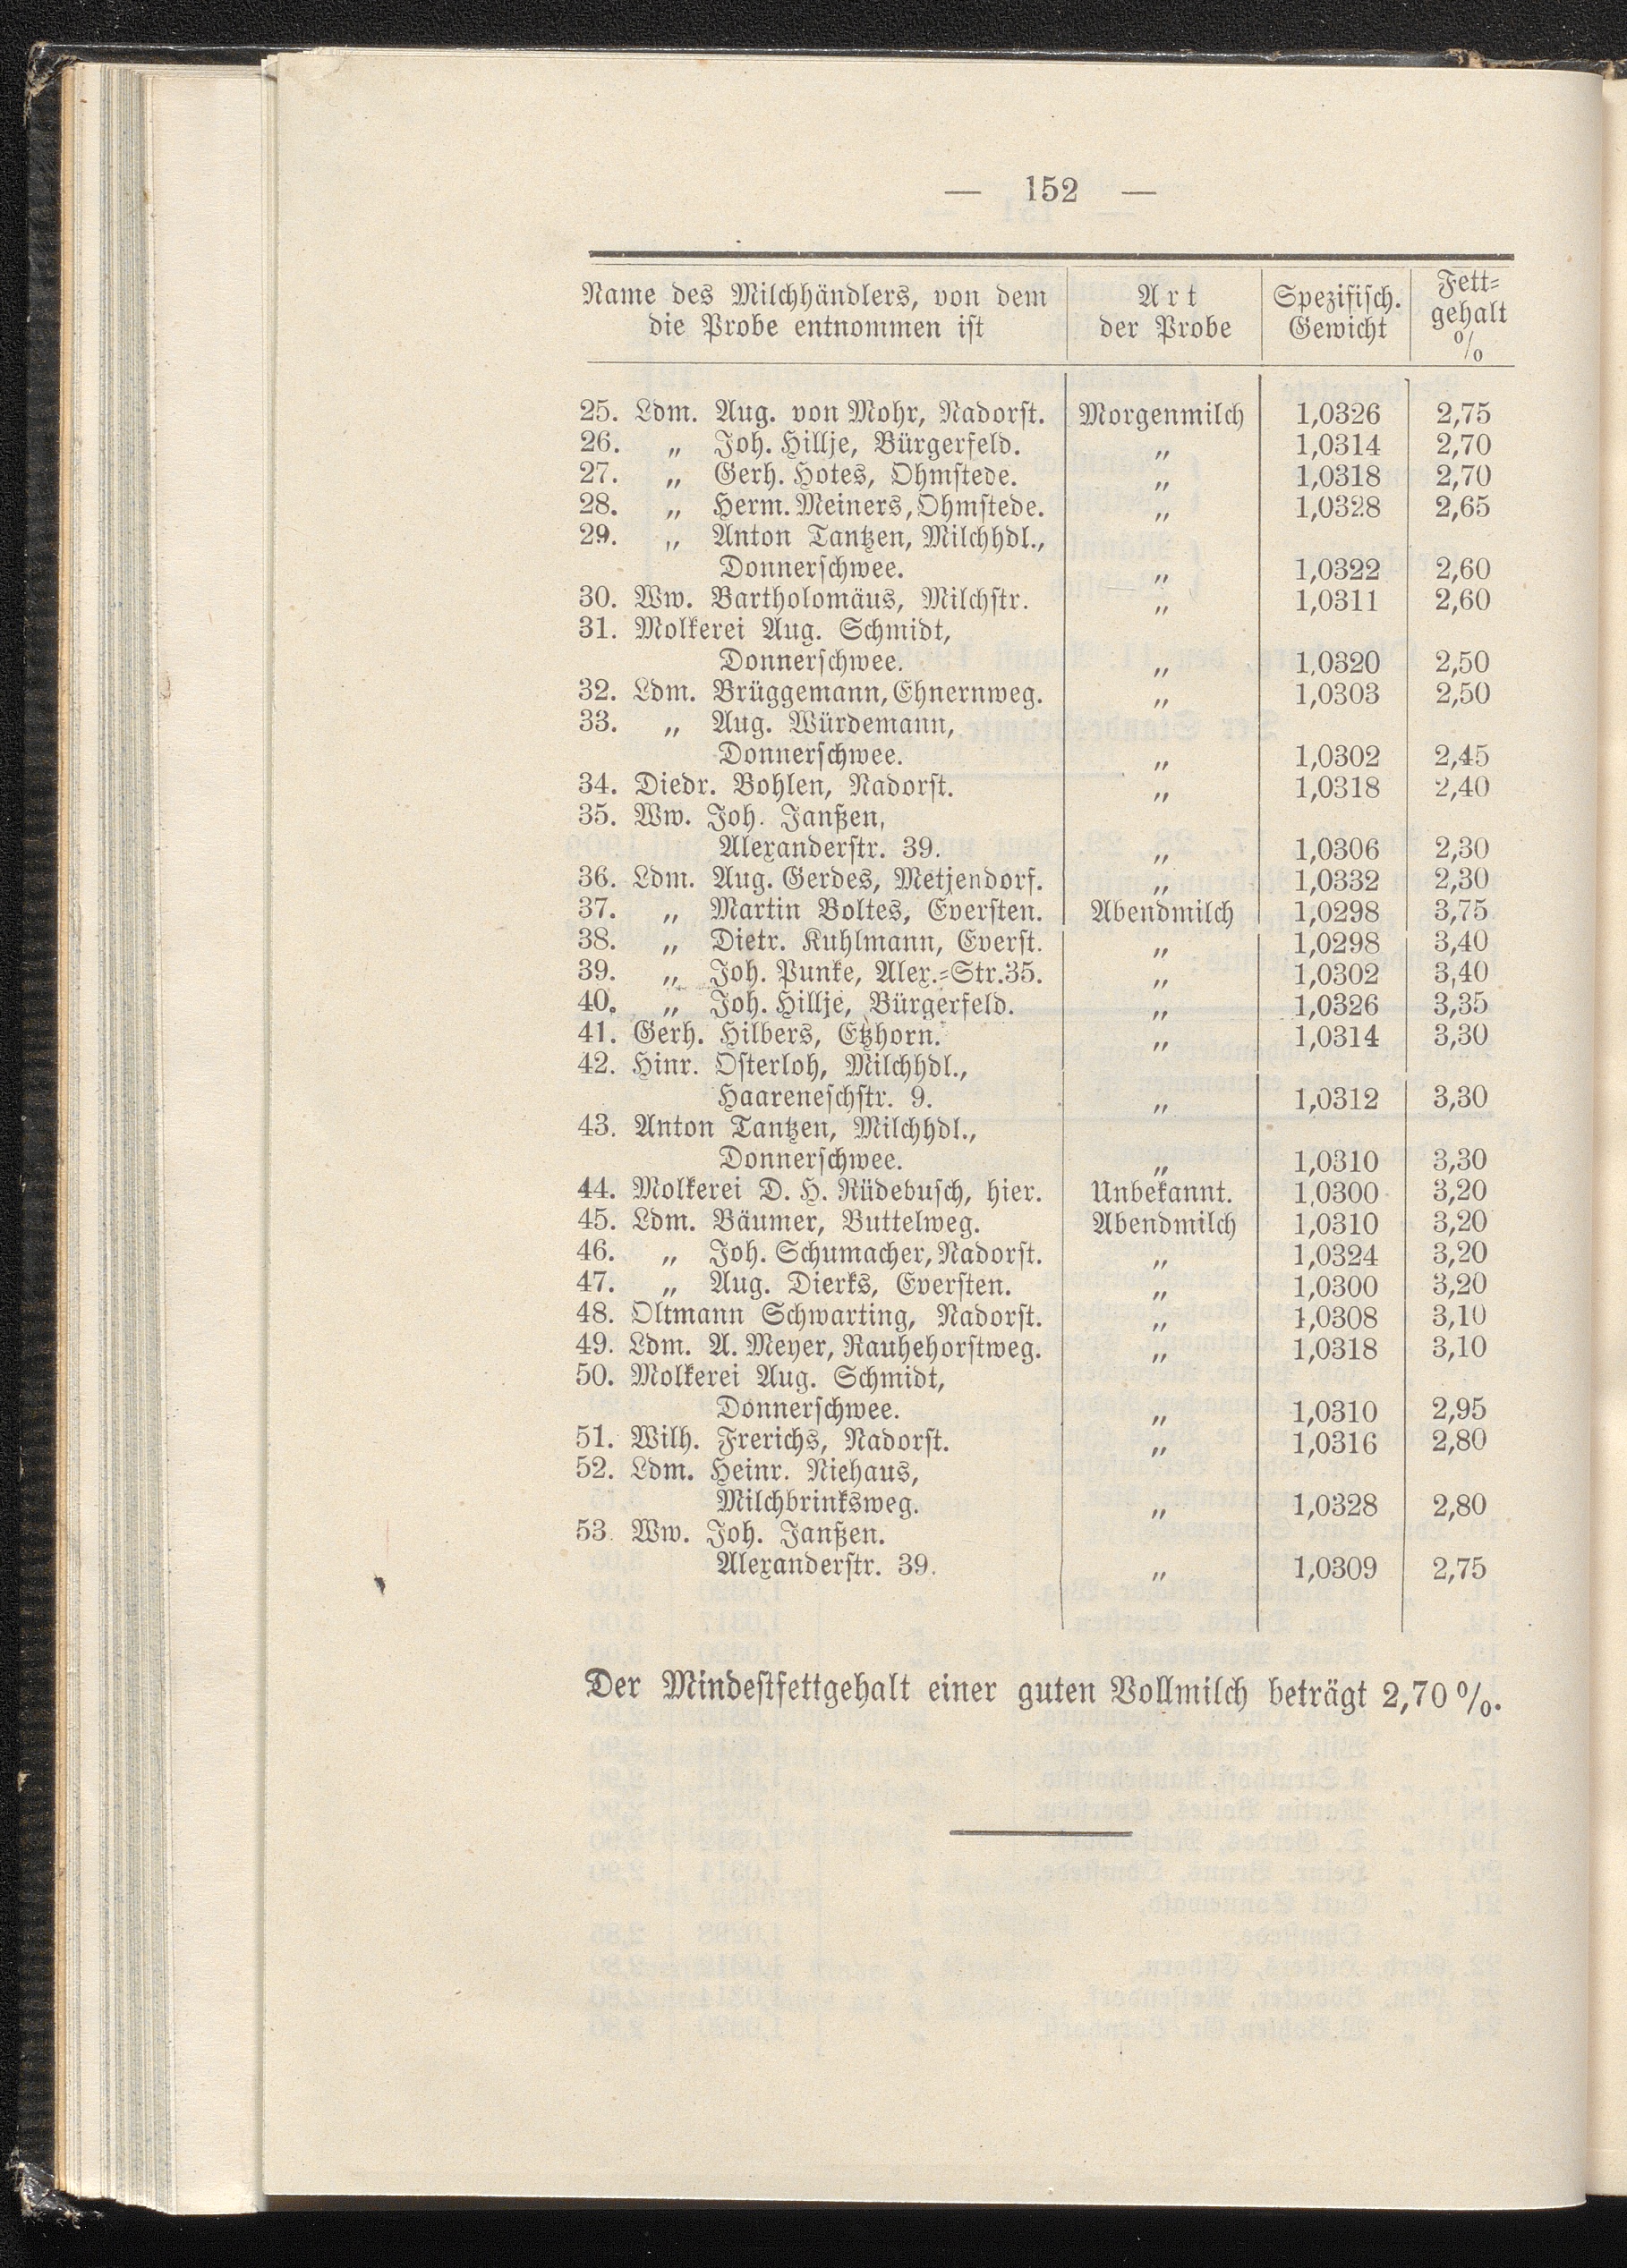 — 152 —
Name des Milchhändlers, von dem die Probe entnommen ist | Art der Probe | Spezifisch. Gewicht | Fett-gehalt %
25. Ldm. Aug. von Mohr, Nadorst. Morgenmilch 1,0326 2,75
26. „ Joh. Hillje, Bürgerfeld. „ 1,0314 2,70
27. „ Gerh. Hotes, Ohmstede. „ 1,0318 2,70
28. „ Herm. Meiners, Ohmstede. „ 1,0328 2,65
29. „ Anton Tantzen, Milchhdl.,
Donnerschwee. „ 1,0322 2,60
30. Ww. Bartholomäus, Milchstr. „ 1,0311 2,60
31. Molkerei Aug. Schmidt,
Donnerschwee. „ 1,0320 2,50
32. Ldm. Brüggemann, Ehnernweg. „ 1,0303 2,50
33. „ Aug. Würdemann,
Donnerschwee. „ 1,0302 2,45
34. Diedr. Bohlen, Nadorst. „ 1,0318 2,40
35. Ww. Joh. Janßen,
Alexanderstr. 39. „ 1,0306 2,30
36. Ldm. Aug. Gerdes, Metjendorf. „ 1,0332 2,30
37. „ Martin Boltes, Eversten. Abendmilch 1,0298 3,75
38. „ Dietr. Kuhlmann, Everst. „ 1,0298 3,40
39. „ Joh. Punke, Alex.-Str. 35. „ 1,0302 3,40
40. „ Joh. Hillje, Bürgerfeld. „ 1,0326 3,35
41. Gerh. Hilbers, Etzhorn. „ 1,0314 3,30
42. Hinr. Osterloh, Milchhdl.,
Haareneschstr. 9. „ 1,0312 3,30
43. Anton Tantzen, Milchhdl.,
Donnerschwee. „ 1,0310 3,30
44. Molkerei D. H. Rüdebusch, hier. Unbekannt. 1,0300 3,20
45. Ldm. Bäumer, Buttelweg. Abendmilch 1,0310 3,20
46. „ Joh. Schumacher, Nadorst. „ 1,0324 3,20
47. „ Aug. Dierks, Eversten. „ 1,0300 3,20
48. Oltmann Schwarting, Nadorst. „ 1,0308 3,10
49. Ldm. A. Meyer, Rauhehorstweg. „ 1,0318 3,10
50. Molkerei Aug. Schmidt,
Donnerschwee. „ 1,0310 2,95
51. Wilh. Frerichs, Nadorst. „ 1,0316 2,80
52. Ldm. Heinr. Niehaus,
Milchbrinksweg. „ 1,0328 2,80
53. Ww. Joh. Janßen.
Alexanderstr. 39. „ 1,0309 2,75
Der Mindestfettgehalt einer guten Vollmilch beträgt 2,70 %.